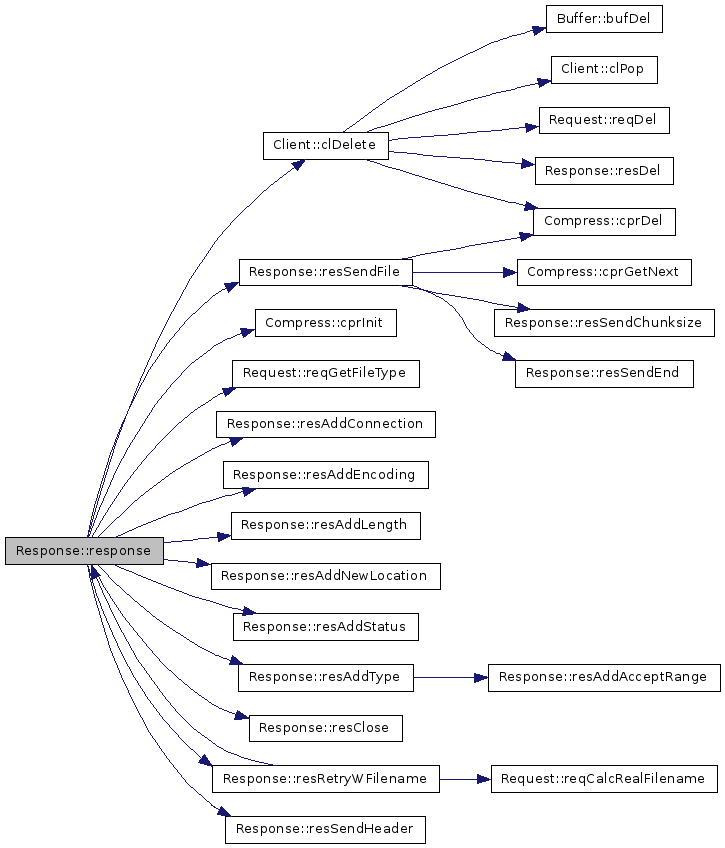 Buffer::bufDel
Client::clPop
Request::reqDel
Client::clDelete
Response::resDel
Compress::cprDel
Response::resSendFile
Compress::cprGetNext
Compress::cprInit
Response::resSendChunksize
Request::reqGetFileType
Response::resSendEnd
Response::resAddConnection
Response::resAddEncoding
Response::resAddLength
Response::response
Response::resAddNewLocation
Response::resAddStatus
Response::resAddType
Response::resAddAcceptRange
Response::resClose
Response::resRetryWFilename
Request::reqCalcRealFilename
Response::resSendHeader